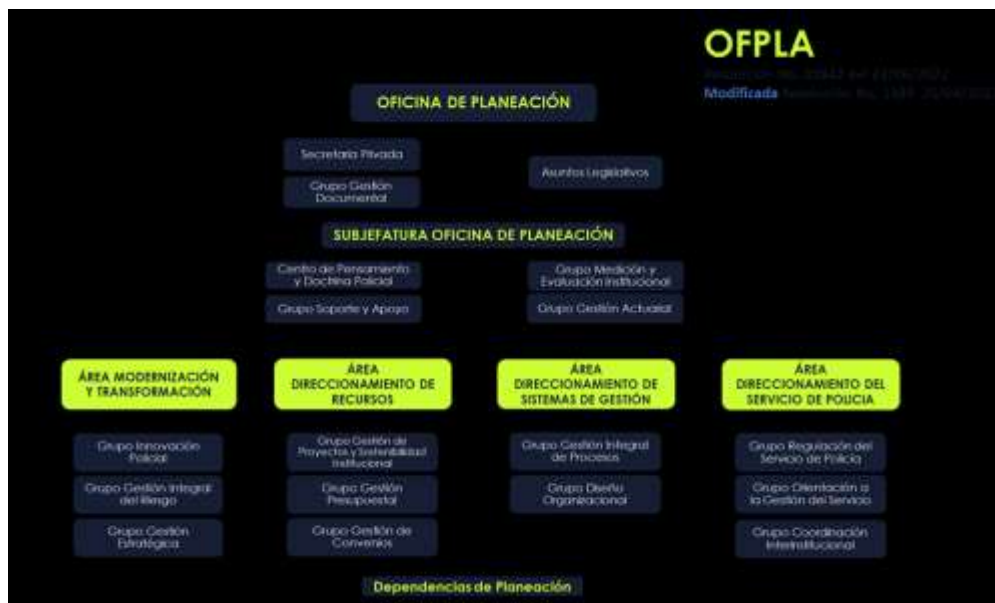 OFPLA
Modificada
OFICINA DE PLANEACIÓN
Secretaría Privada
Asuntos Legislativos
Grupo Gestión
Documental
SUBJEFATURA OFICINA DE PLANEACIÓN
Centro de Pensamiento
y Doctrina Policial
Grupo Medición y
Evaluación Institucional
Grupo Soporte y Apoyo
Grupo Gestión Actuarial
ÁREA MODERNIZACIÓN
Y TRANSFORMACIÓN
Grupo Innovación
Policial
Grupo Gestión Integral
del Riesgo
Grupo Gestión
Estratégica
ÁREA
DIRECCIONAMIENTO DE
RECURSOS
Grupo Gestión de
Proyectos y Sostenibilidad
Institucional
Grupo Gestión
Presupuestal
Grupo Gestión de
Convenios
ÁREA
DIRECCIONAMIENTO DE
SISTEMAS DE GESTIÓN
Grupo Gestión Integral
de Procesos
Grupo Diseño
Organizacional
ÁREA
DIRECCIONAMIENTO DEL
SERVICIO DE POLICIA
Grupo Regulación del
Servicio de Policía
Grupo Orientación a
la Gestión del Servicio
Grupo Coordinación
Interinstitucional
Dependencias de Planeación